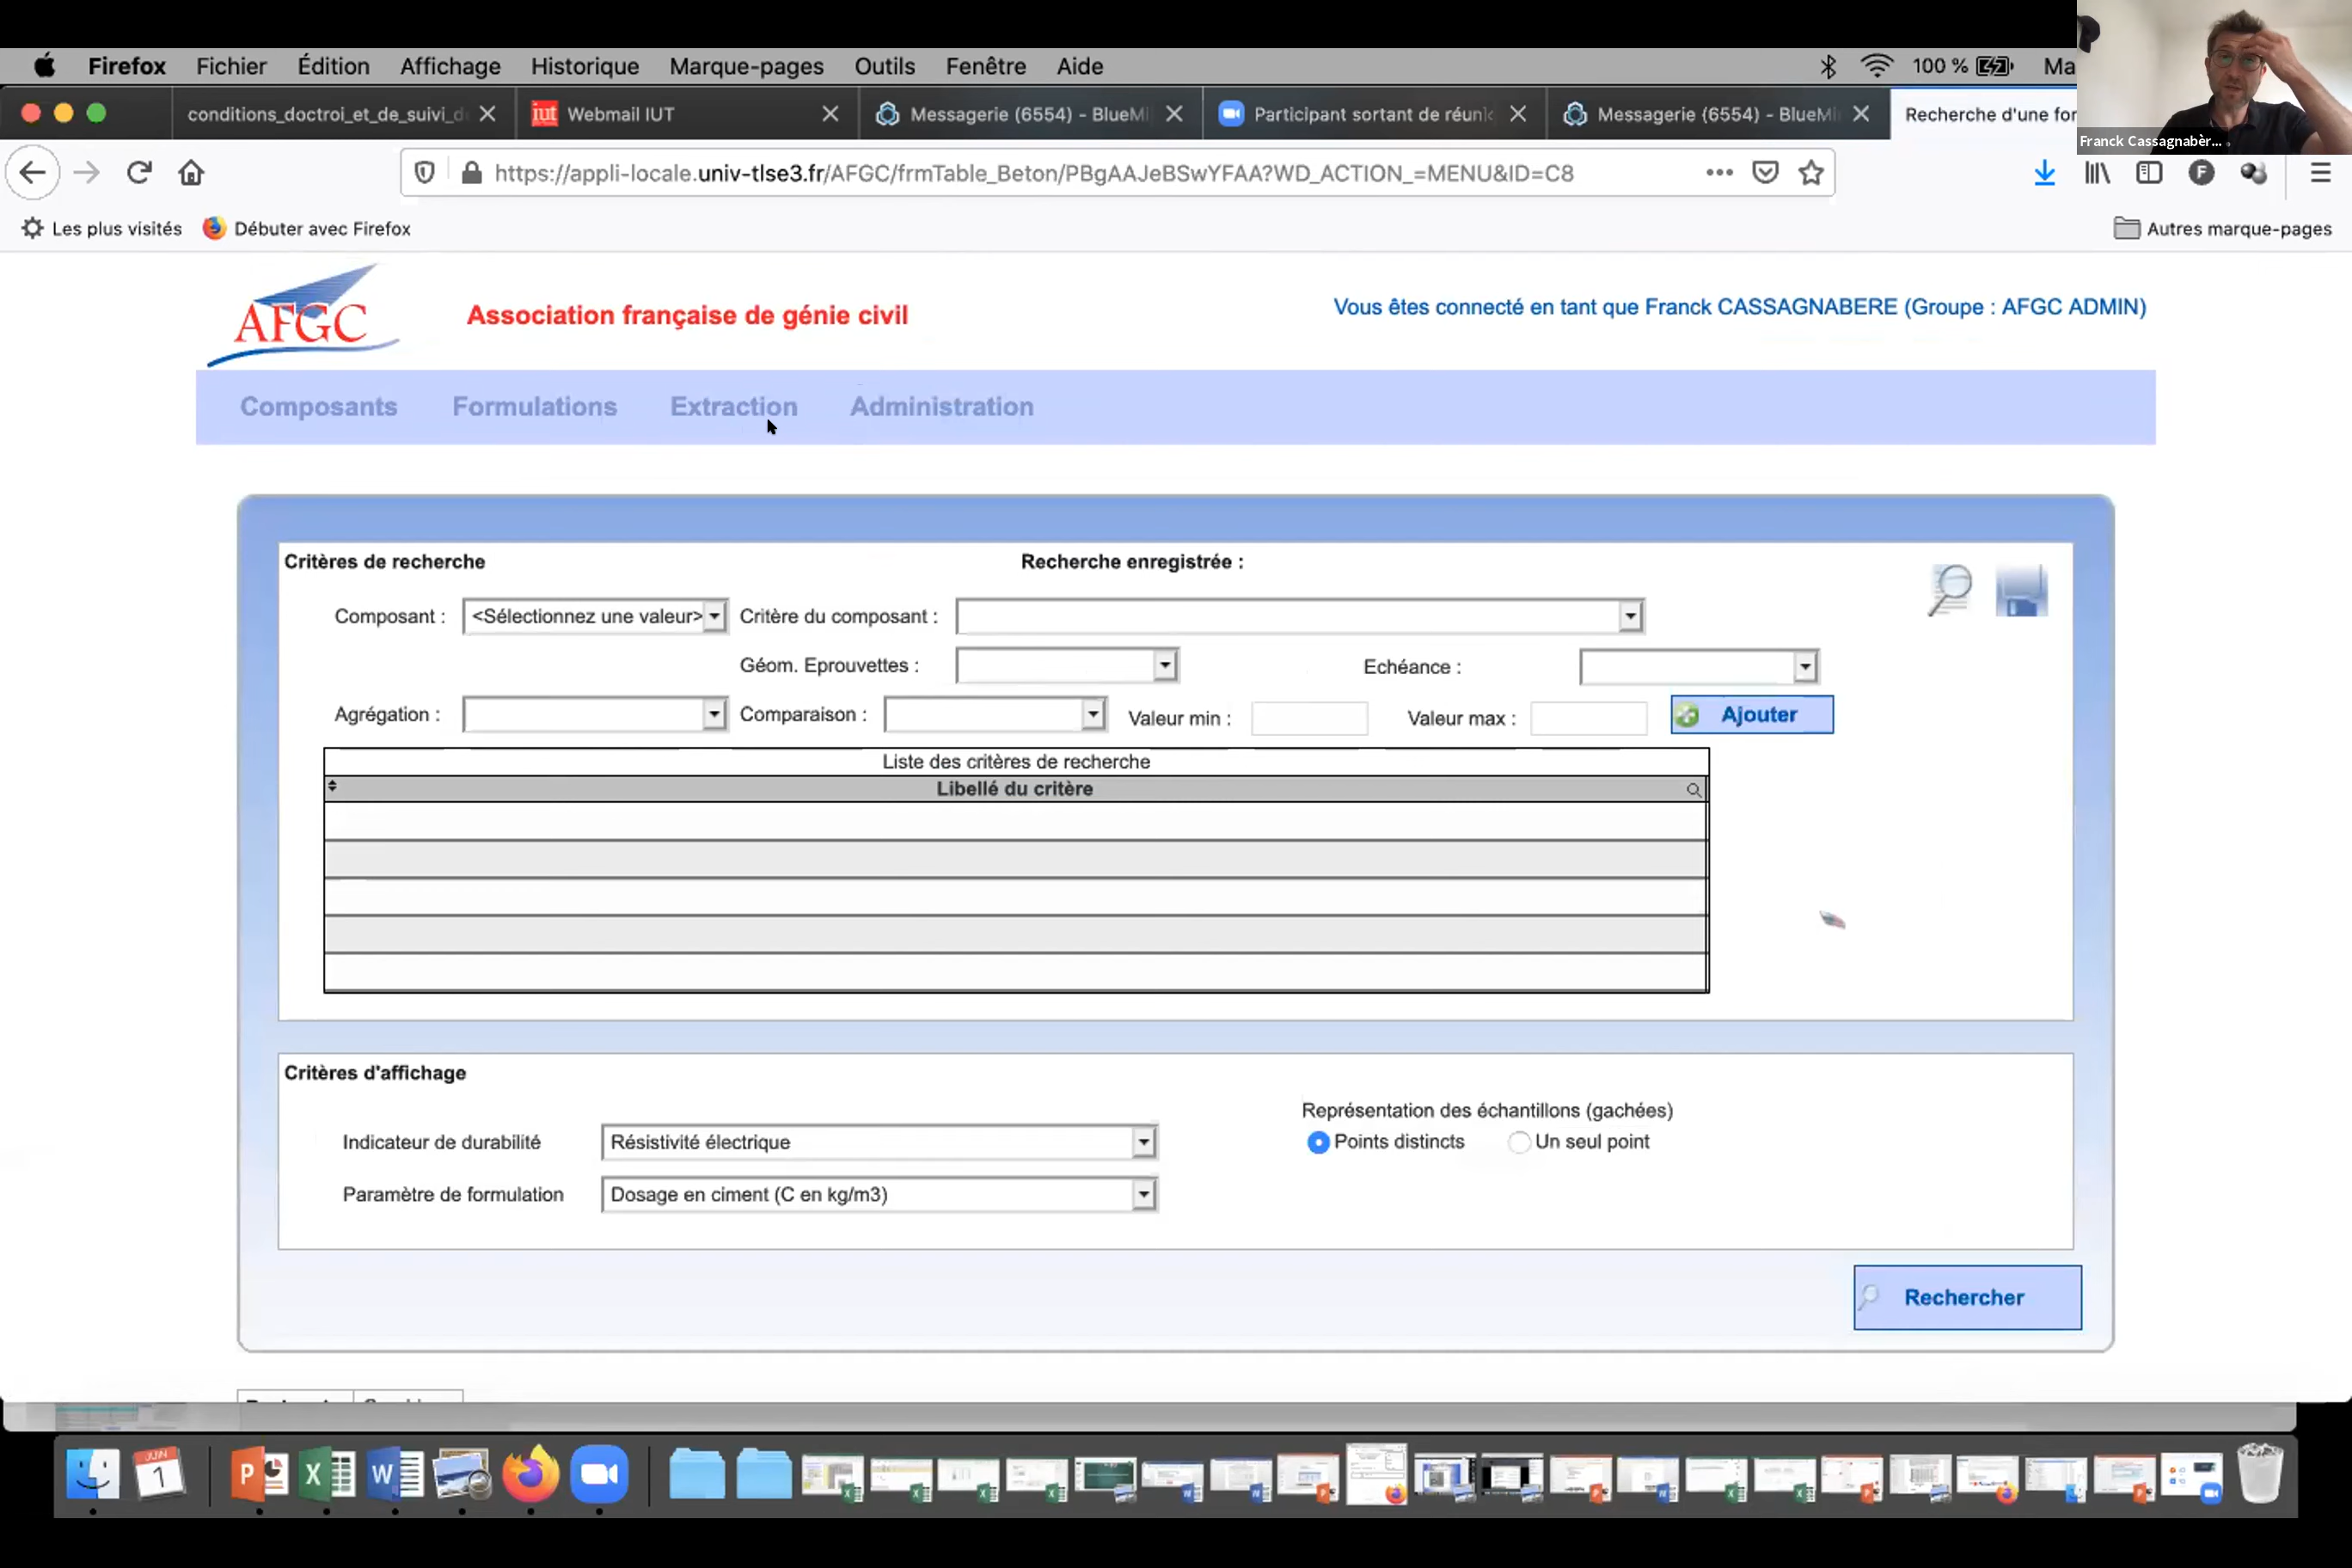 Firefox Fichier Édition Affichage Historique Marque-pages Outils Fenêtre Aide 100 % Ma
conditions_doctroi_et_de_suivi_d Webmail IUT Messagerie (6554) - BlueMi Participant sortant de réuni Messagerie (6554) - BlueMi Recherche d'une for
Franck Cassagnabèr...
https://appli-locale.univ-tlse3.fr/AFGC/frmTable_Beton/PBgAAJeBSwYFAA?WD_ACTION_=MENU&ID=C8
Les plus visités Débuter avec Firefox Autres marque-pages
AFGC Association française de génie civil Vous êtes connecté en tant que Franck CASSAGNABERE (Groupe : AFGC ADMIN)
Composants Formulations Extraction Administration
Critères de recherche Recherche enregistrée :
Composant : <Sélectionnez une valeur> Critère du composant :
Géom. Eprouvettes : Echéance :
Agrégation : Comparaison : Valeur min : Valeur max : Ajouter
Liste des critères de recherche
Libellé du critère
Critères d'affichage
Représentation des échantillons (gachées)
Indicateur de durabilité Résistivité électrique Points distincts Un seul point
Paramètre de formulation Dosage en ciment (C en kg/m3)
Rechercher
JUIN
1